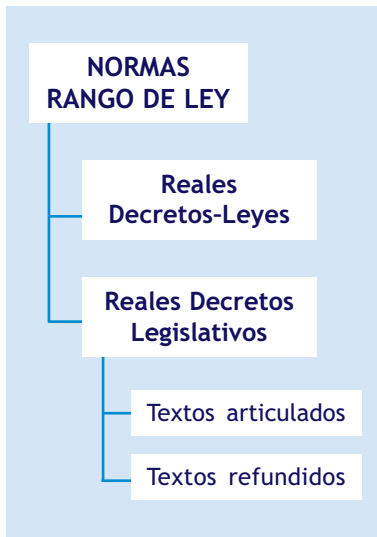 NORMAS
RANGO DE LEY
Reales
Decretos-Leyes
Reales Decretos
Legislativos
Textos articulados
Textos refundidos